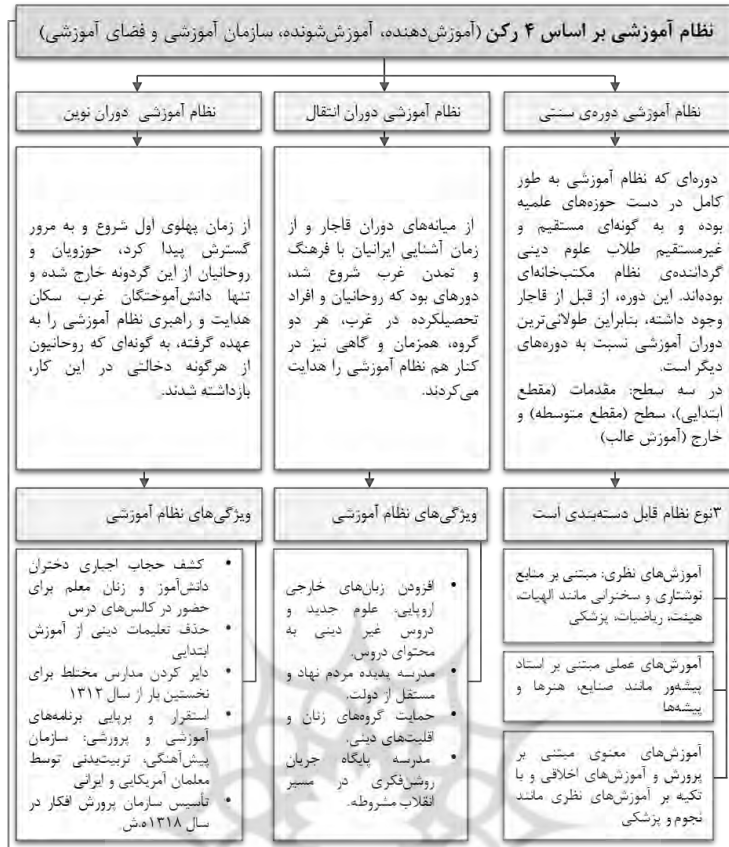 نظام آموزشی بر اساس ۴ رکن (آموزش‌دهنده، آموزش‌شونده، سازمان آموزشی و فضای آموزشی)
نظام آموزشی دوره‌ی سنتی
دوره‌ای که نظام آموزشی به طور
کامل در دست حوزه‌های علمیه
بوده و به گونه‌ای مستقیم و
غیرمستقیم طلاب علوم دینی
گرداننده‌ی نظام مکتب‌خانه‌ای
بوده‌اند. این دوره، از قبل از قاجار
وجود داشته، بنابراین طولانی‌ترین
دوران آموزشی نسبت به دوره‌های
دیگر است.
در سه سطح: مقدمات (مقطع
ابتدایی)، سطح (مقطع متوسطه) و
خارج (آموزش عالب)
۳نوع نظام قابل دسته‌بندی است
آموزش‌های نظری: مبتنی بر منابع
نوشتاری و سخنرانی مانند الهیات،
هیئت، ریاضیات، پزشکی
آمورش‌های عملی مبتنی بر استاد
پیشه‌ور مانند صنایع، هنرها و
پیشه‌ها
آموزش‌های معنوی مبتنی بر
پرورش و آموزش‌های اخلاقی و با
تکیه بر آموزش‌های نظری مانند
نجوم و پزشکی
نظام آموزشی دوران انتقال
از میانه‌های دوران قاجار و از
زمان آشنایی ایرانیان با فرهنگ
و تمدن غرب شروع شد،
دورهای بود که روحانیان و افراد
تحصیلکرده در غرب، هر دو
گروه، همزمان و گاهی نیز در
کنار هم نظام آموزشی را هدایت
می‌کردند.
ویژگی‌های نظام آموزشی
• افزودن زبان‌های خارجی
اروپایی، علوم جدید و
دروس غیر دینی به
محتوای دروس.
• مدرسه پدیده مردم نهاد و
مستقل از دولت.
• حمایت گروه‌های زنان و
اقلیت‌های دینی.
• مدرسه پایگاه جریان
روشن‌فکری در مسیر
انقلاب مشروطه.
نظام آموزشی دوران نوین
از زمان پهلوی اول شروع و به مرور
گسترش پیدا کرد، حوزویان و
روحانیان از این گردونه خارج شده و
تنها دانش‌آموختگان غرب سکان
هدایت و راهبری نظام آموزشی را به
عهده گرفته، به گونه‌ای که روحانیون
از هرگونه دخالتی در این کار،
بازداشته شدند.
ویژگی‌های نظام آموزشی
• کشف حجاب اجباری دختران
دانش‌آموز و زنان معلم برای
حضور در کالس‌های درس
• حذف تعلیمات دینی از آموزش
ابتدایی
• دایر کردن مدارس مختلط برای
نخستین بار از سال ۱۳۱۲
• استقرار و برپایی برنامه‌های
آموزشی و پرورشی: سازمان
پیش‌آهنگی، تربیت‌بدنی توسط
معلمان آمریکایی و ایرانی
• تأسیس سازمان پرورش افکار در
سال ۱۳۱۸ه.ش